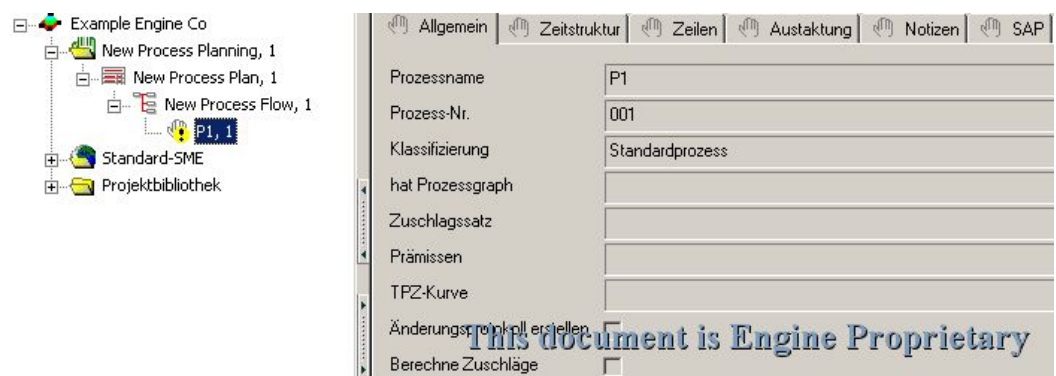 Example Engine Co
New Process Planning, 1
New Process Plan, 1
New Process Flow, 1
P1, 1
Standard-SME
Projektbibliothek
Allgemein Zeitstruktur Zeilen Austaktung Notizen SAP
Prozessname P1
Prozess-Nr. 001
Klassifizierung Standardprozess
hat Prozessgraph
Zuschlagssatz
Prämissen
TPZ-Kurve
Änderungsprotokoll erstellen
This document is Engine Proprietary
Berechne Zuschläge